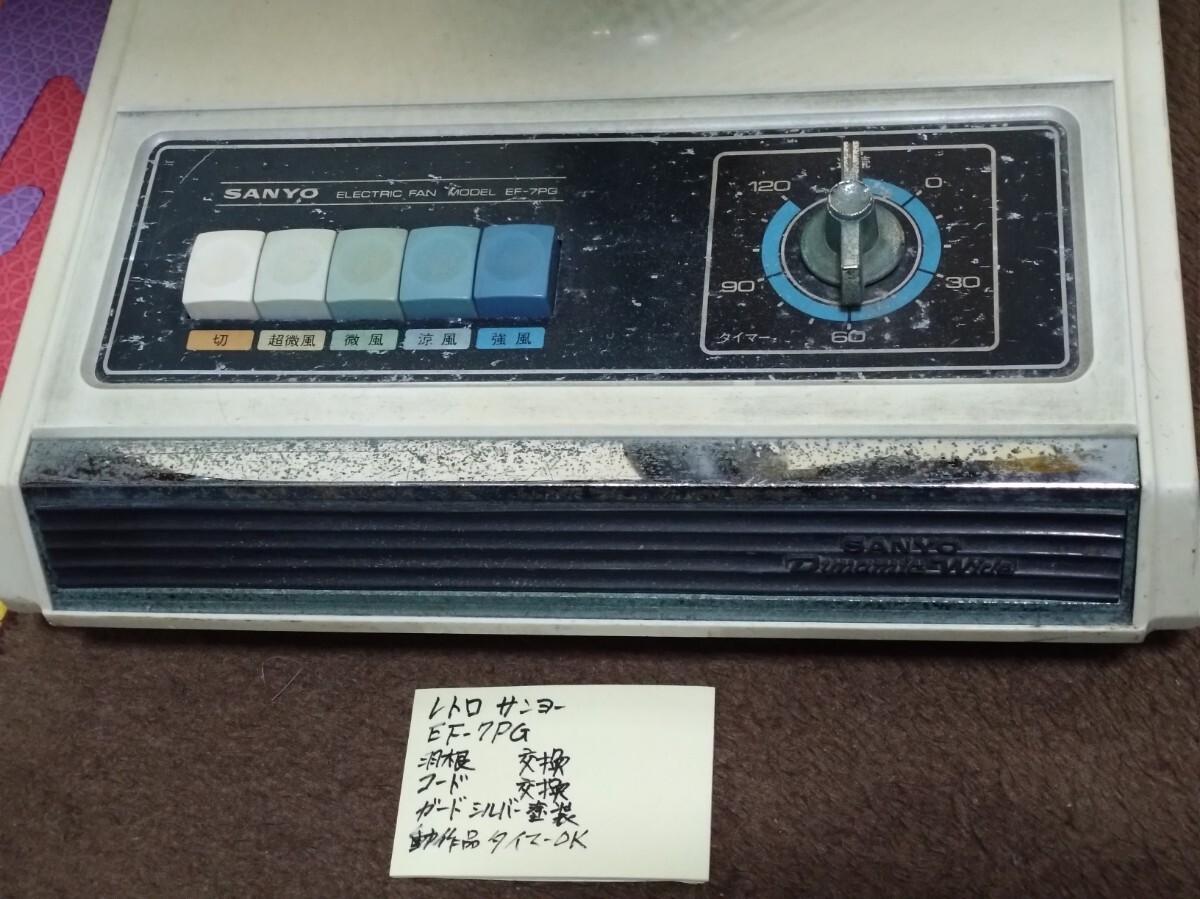 SANYO ELECTRIC FAN MODEL EF-7PG
切 超微風 微風 涼風 強風
120 0
90 30
タイマー 60
SANYO
Dynamic-Wide
レトロ サンヨー
EF-7PG
羽根 交換
コード 交換
ガードシルバー塗装
動作品 タイマーOK